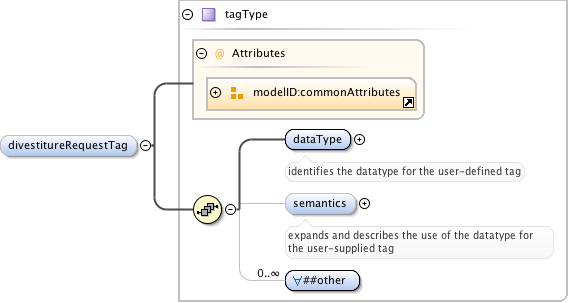 tagType
@ Attributes
modelID:commonAttributes
divestitureRequestTag
dataType
identifies the datatype for the user-defined tag
semantics
expands and describes the use of the datatype for
the user-supplied tag
0..∞
∀##other